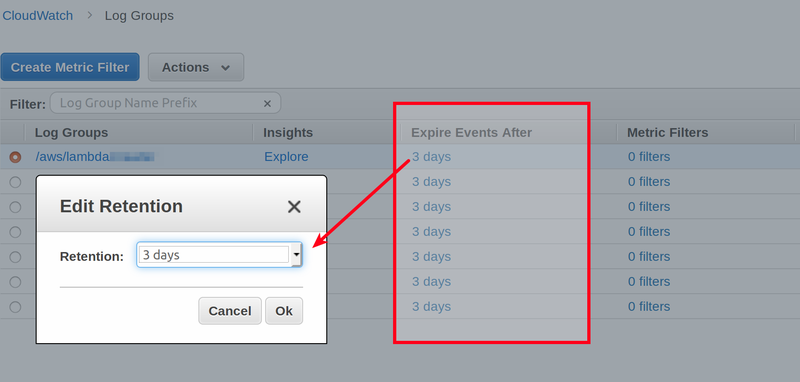 CloudWatch > Log Groups
Create Metric Filter Actions
Filter: Log Group Name Prefix ×
Log Groups Insights Expire Events After Metric Filters
/aws/lambda Explore 3 days 0 filters
3 days 0 filters
Edit Retention
3 days 0 filters
3 days 0 filters
Retention: 3 days
3 days 0 filters
3 days 0 filters
Cancel Ok
3 days 0 filters